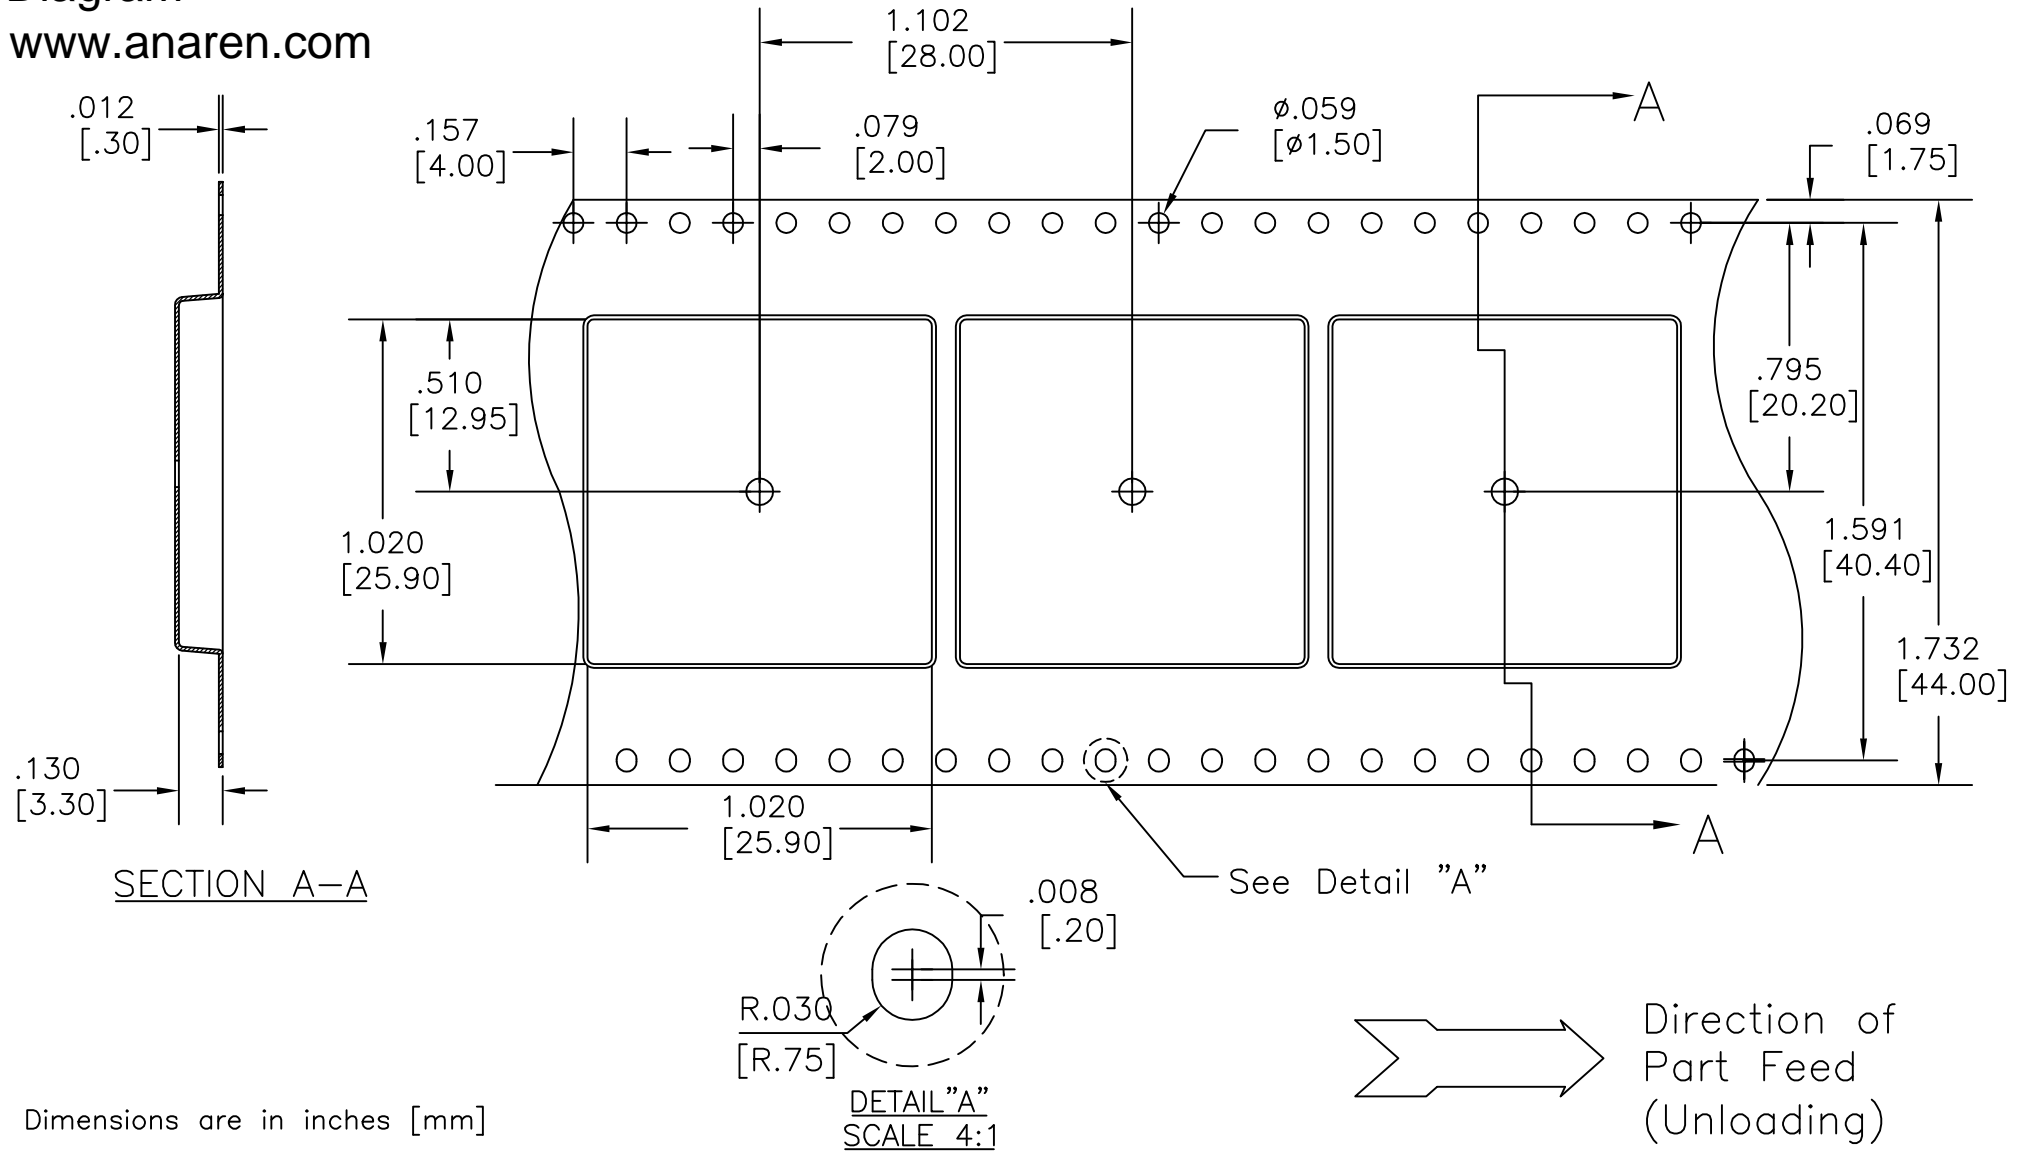 Diagram
www.anaren.com
1.102
[28.00]
.012
[.30]
.157
[4.00]
.079
[2.00]
ø.059
[ø1.50]
A
.069
[1.75]
.510
[12.95]
.795
[20.20]
1.020
[25.90]
1.591
[40.40]
1.732
[44.00]
.130
[3.30]
1.020
[25.90]
A
SECTION A-A
See Detail "A"
.008
[.20]
R.030
[R.75]
DETAIL"A"
SCALE 4:1
Direction of
Part Feed
(Unloading)
Dimensions are in inches [mm]